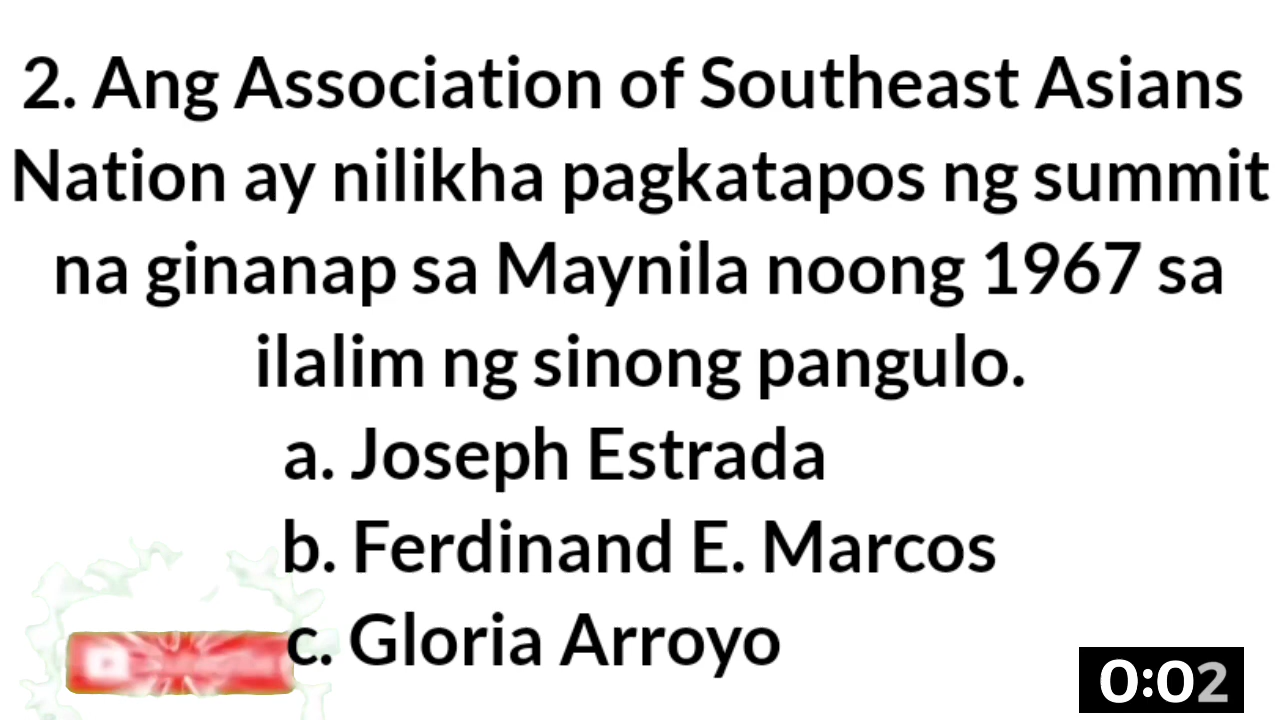 2. Ang Association of Southeast Asians
Nation ay nilikha pagkatapos ng summit
na ginanap sa Maynila noong 1967 sa
ilalim ng sinong pangulo.
a. Joseph Estrada
b. Ferdinand E. Marcos
c. Gloria Arroyo
0:02